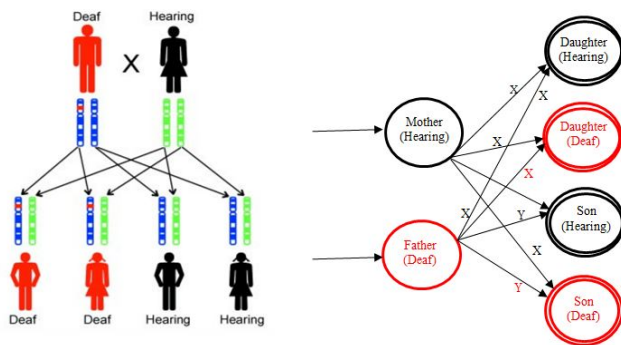 Deaf Hearing
X
Deaf Deaf Hearing Hearing
Daughter
(Hearing)
X
X
Mother
(Hearing)
X
Daughter
(Deaf)
X
X
Y
Son
(Hearing)
Father
(Deaf)
X
Y
Son
(Deaf)